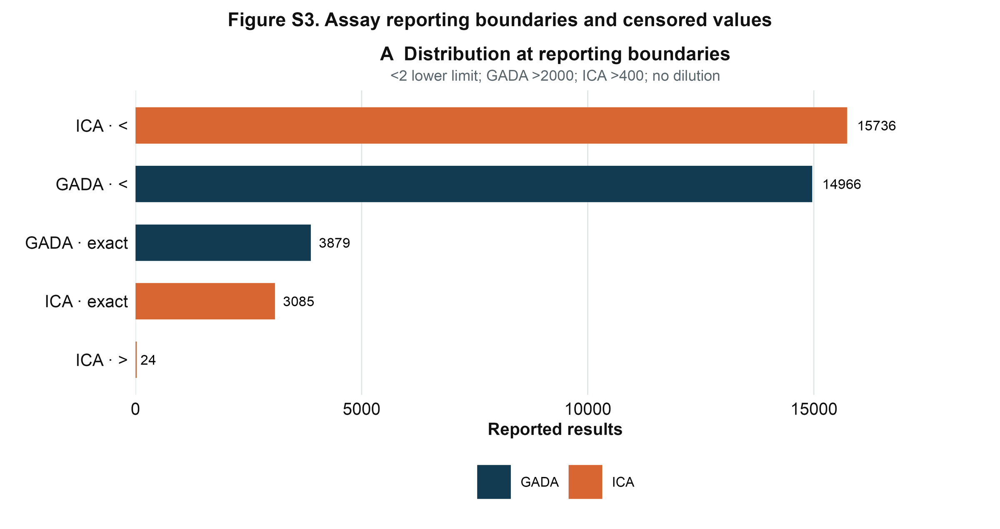 Figure S3. Assay reporting boundaries and censored values
A Distribution at reporting boundaries
<2 lower limit; GADA >2000; ICA >400; no dilution
ICA · < 15736
GADA · < 14966
GADA · exact 3879
ICA · exact 3085
ICA · > 24
0 5000 10000 15000
Reported results
GADA ICA